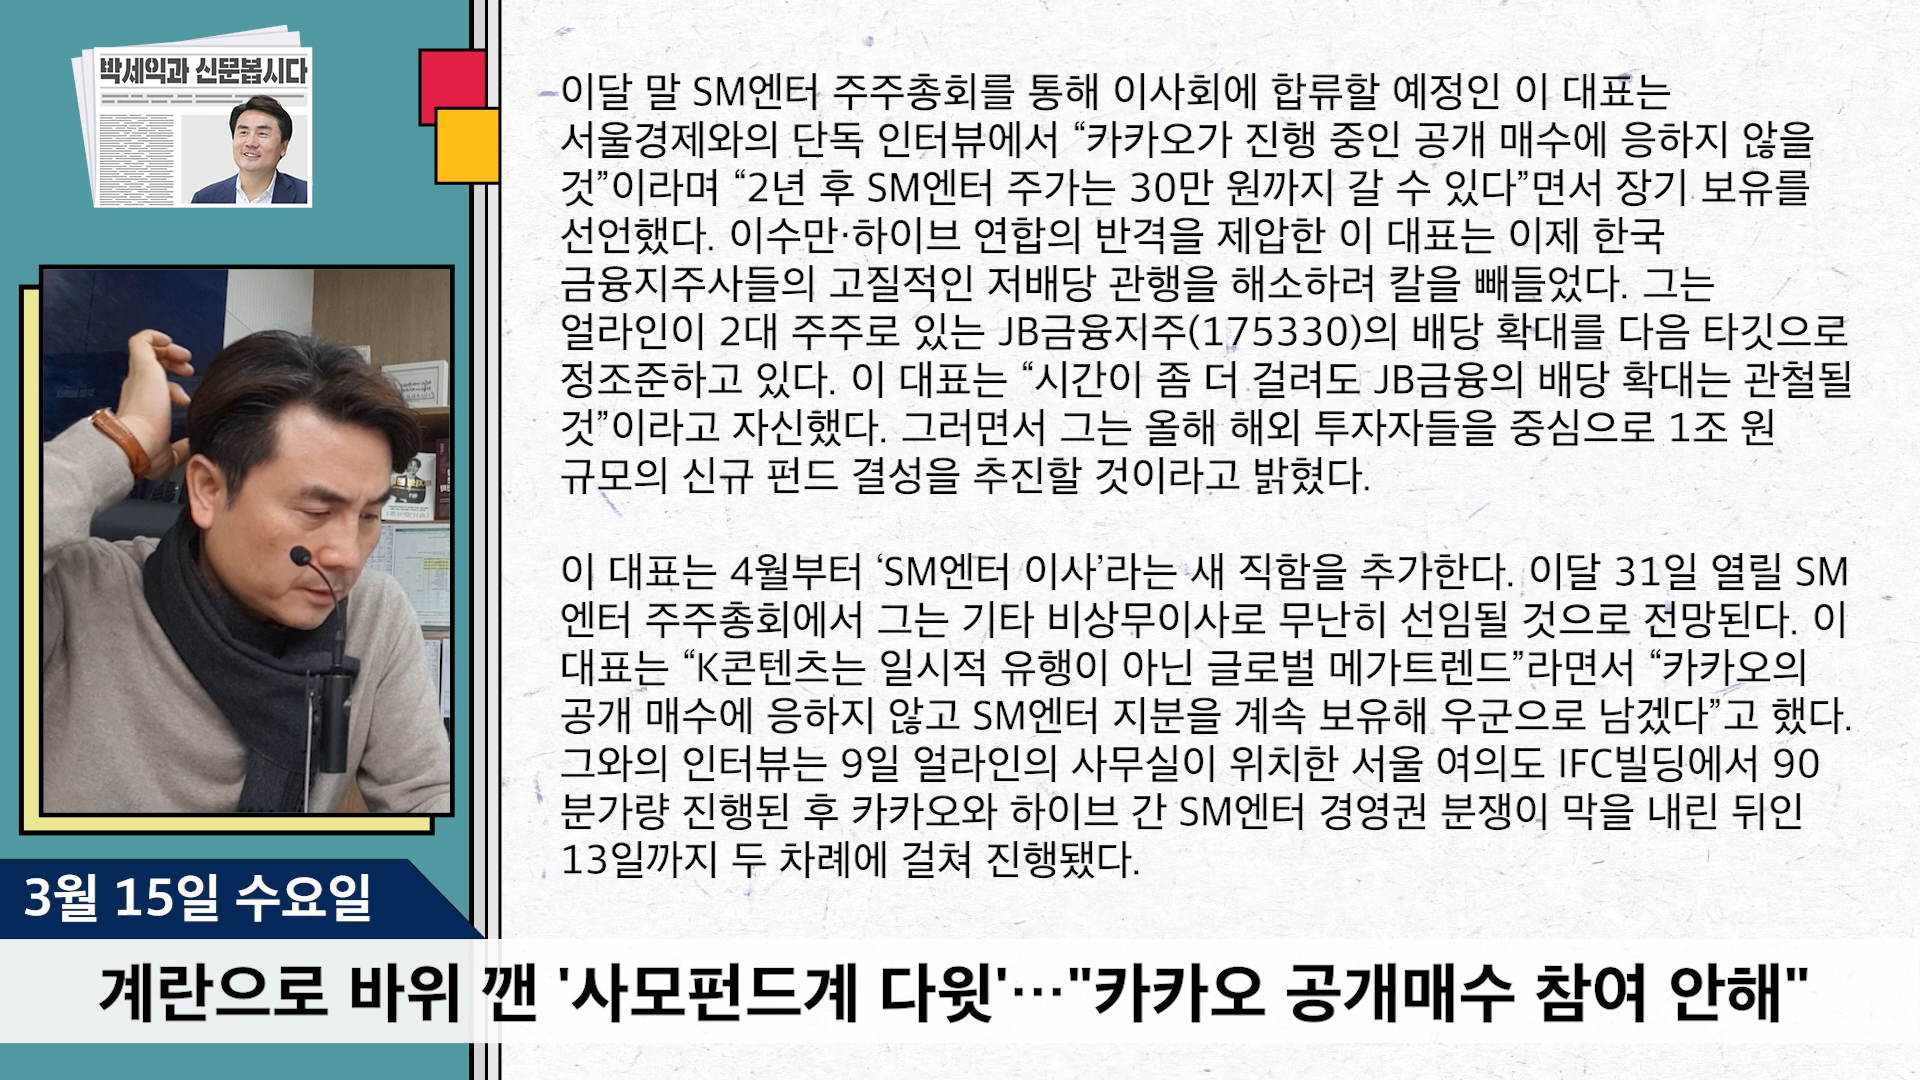 박세익과 신문봅시다
이달 말 SM엔터 주주총회를 통해 이사회에 합류할 예정인 이 대표는
서울경제와의 단독 인터뷰에서 “카카오가 진행 중인 공개 매수에 응하지 않을
것”이라며 “2년 후 SM엔터 주가는 30만 원까지 갈 수 있다”면서 장기 보유를
선언했다. 이수만·하이브 연합의 반격을 제압한 이 대표는 이제 한국
금융지주사들의 고질적인 저배당 관행을 해소하려 칼을 빼들었다. 그는
얼라인이 2대 주주로 있는 JB금융지주(175330)의 배당 확대를 다음 타깃으로
정조준하고 있다. 이 대표는 “시간이 좀 더 걸려도 JB금융의 배당 확대는 관철될
것”이라고 자신했다. 그러면서 그는 올해 해외 투자자들을 중심으로 1조 원
규모의 신규 펀드 결성을 추진할 것이라고 밝혔다.
이 대표는 4월부터 ‘SM엔터 이사’라는 새 직함을 추가한다. 이달 31일 열릴 SM
엔터 주주총회에서 그는 기타 비상무이사로 무난히 선임될 것으로 전망된다. 이
대표는 “K콘텐츠는 일시적 유행이 아닌 글로벌 메가트렌드”라면서 “카카오의
공개 매수에 응하지 않고 SM엔터 지분을 계속 보유해 우군으로 남겠다”고 했다.
그와의 인터뷰는 9일 얼라인의 사무실이 위치한 서울 여의도 IFC빌딩에서 90
분가량 진행된 후 카카오와 하이브 간 SM엔터 경영권 분쟁이 막을 내린 뒤인
13일까지 두 차례에 걸쳐 진행됐다.
3월 15일 수요일
계란으로 바위 깬 '사모펀드계 다윗'…"카카오 공개매수 참여 안해"